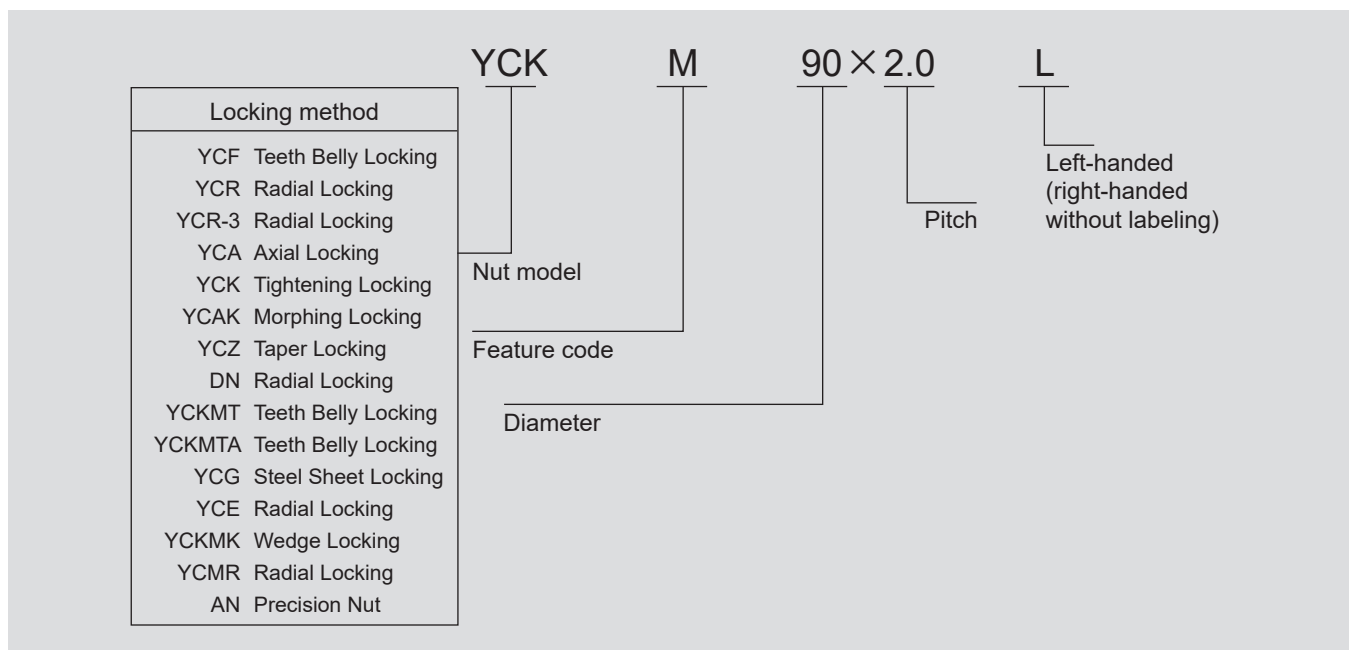 YCK M 90×2.0 L
Locking method
YCF Teeth Belly Locking
YCR Radial Locking
YCR-3 Radial Locking
YCA Axial Locking
YCK Tightening Locking
YCAK Morphing Locking
YCZ Taper Locking
DN Radial Locking
YCKMT Teeth Belly Locking
YCKMTA Teeth Belly Locking
YCG Steel Sheet Locking
YCE Radial Locking
YCKMK Wedge Locking
YCMR Radial Locking
AN Precision Nut
Nut model
Feature code
Diameter
Pitch
Left-handed
(right-handed
without labeling)